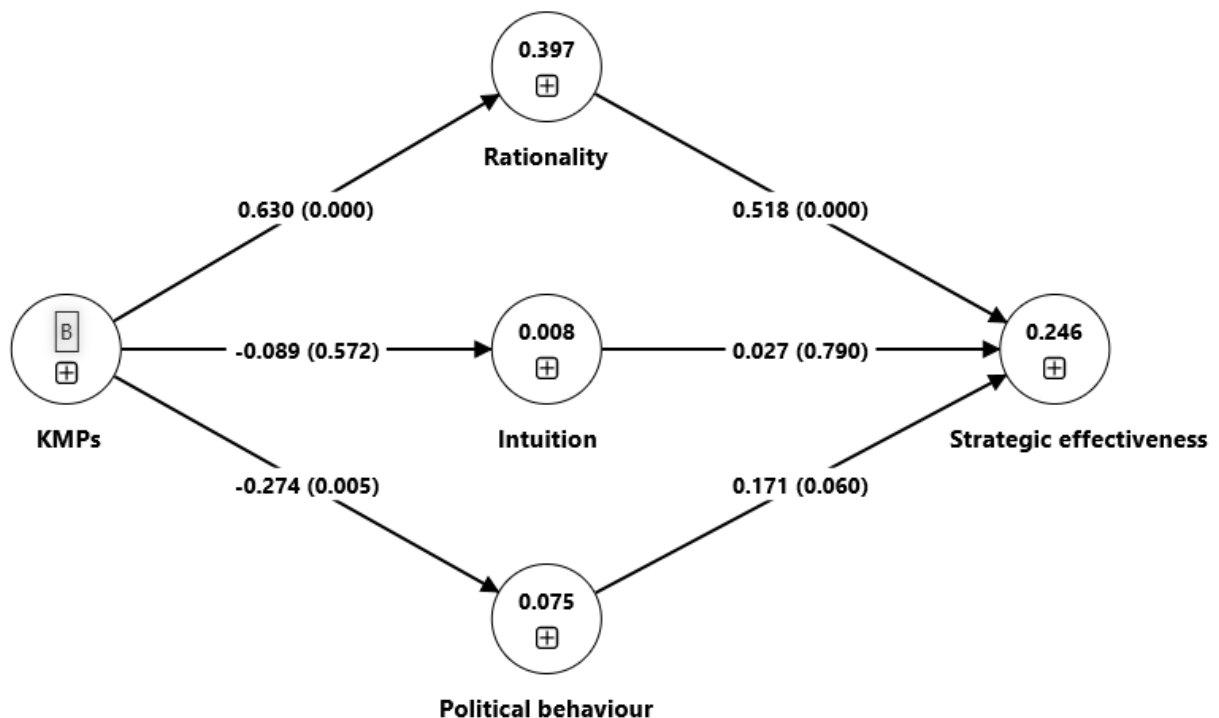 0.397
Rationality
0.630 (0.000)
0.518 (0.000)
B
KMPs
-0.089 (0.572)
0.008
Intuition
0.027 (0.790)
0.246
Strategic effectiveness
-0.274 (0.005)
0.171 (0.060)
0.075
Political behaviour